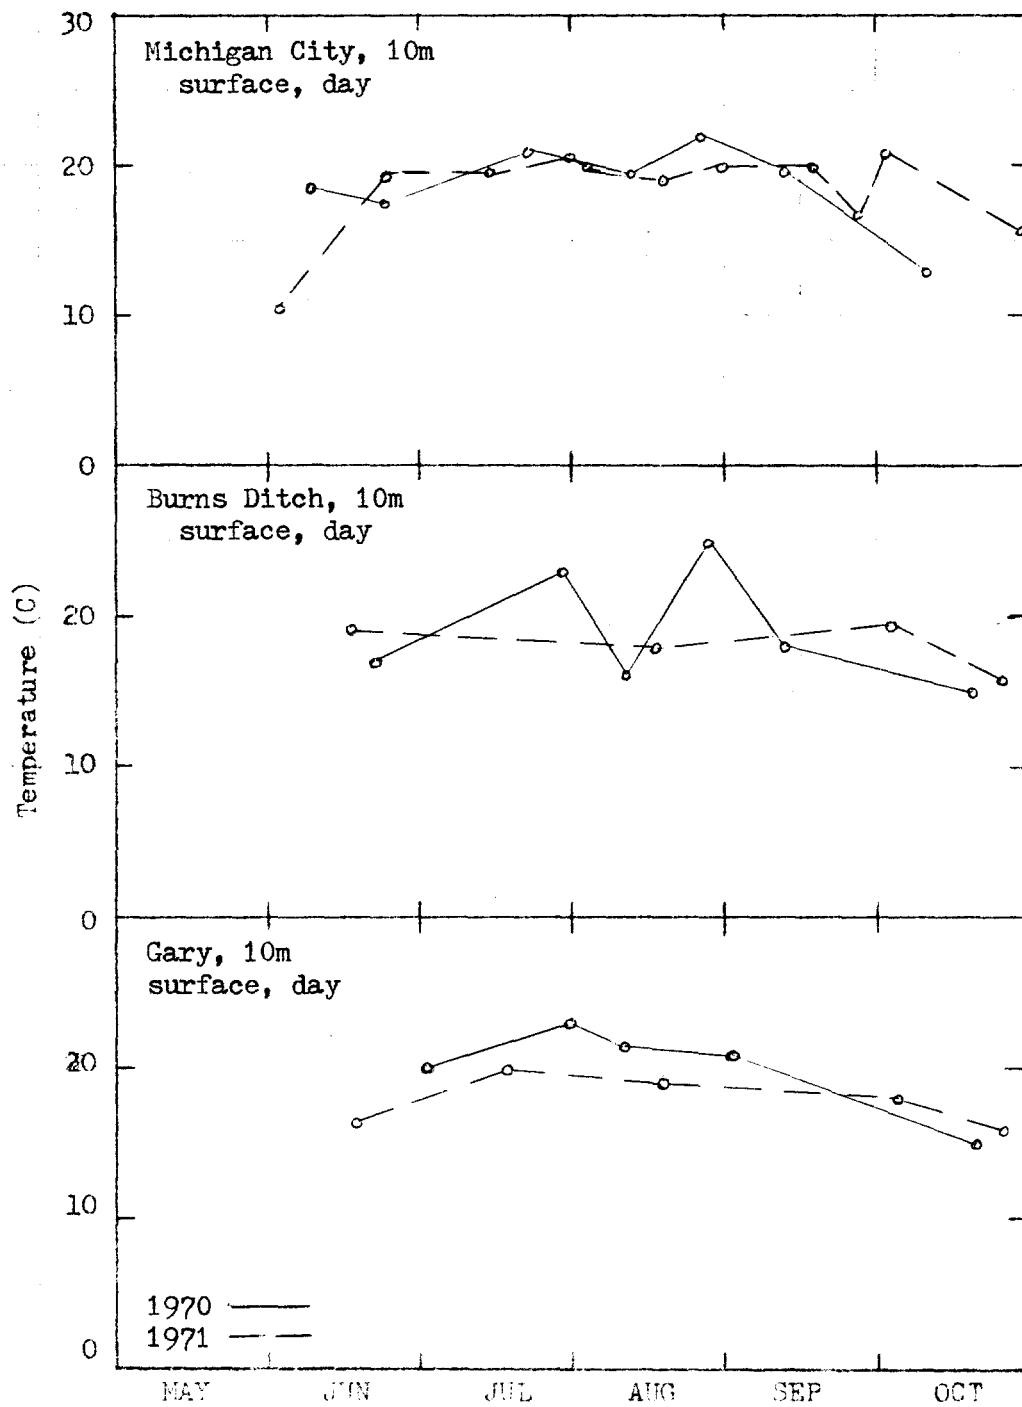 30
Michigan City, 10m
surface, day
20
10
0
Burns Ditch, 10m
surface, day
Temperature (C)
20
10
0
Gary, 10m
surface, day
20
10
1970
1971
0
MAY JUN JUL AUG SEP OCT